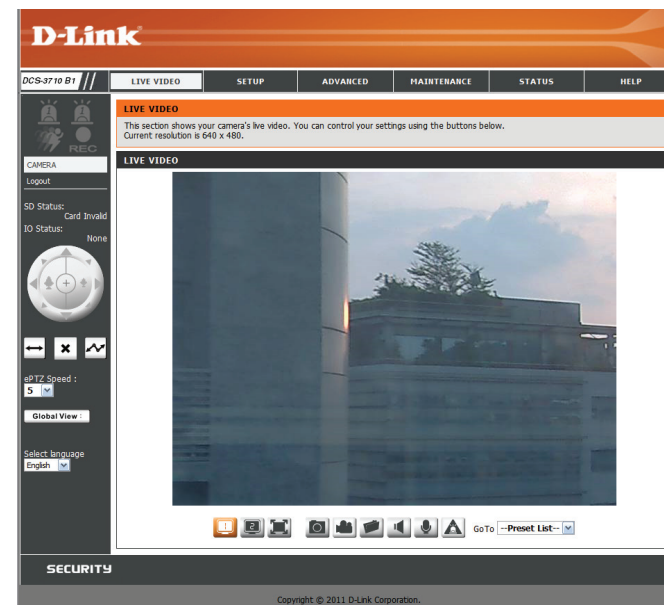 D-Link
DCS-3710 B1
LIVE VIDEO SETUP ADVANCED MAINTENANCE STATUS HELP
REC
CAMERA
Logout
SD Status:
Card Invalid
IO Status:
None
ePTZ Speed :
5
Global View :
Select language
English
LIVE VIDEO
This section shows your camera's live video. You can control your settings using the buttons below.
Current resolution is 640 x 480.
LIVE VIDEO
1 2 GoTo --Preset List--
SECURITY
Copyright © 2011 D-Link Corporation.